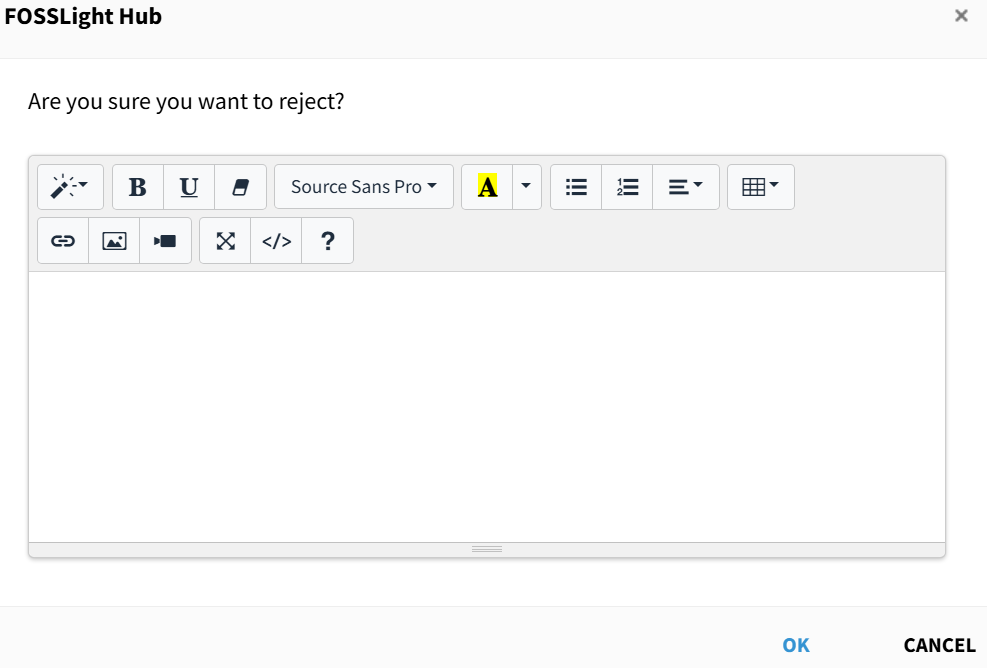 FOSSLight Hub ×
Are you sure you want to reject?
B U Source Sans Pro A
</> ?
OK CANCEL